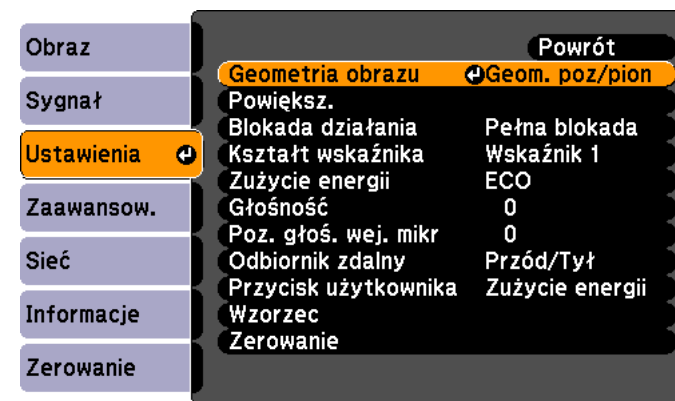 Obraz
Sygnał
Ustawienia
Zaawansow.
Sieć
Informacje
Zerowanie
Powrót
Geometria obrazu Geom. poz/pion
Powiększ.
Blokada działania Pełna blokada
Kształt wskaźnika Wskaźnik 1
Zużycie energii ECO
Głośność 0
Poz. głoś. wej. mikr 0
Odbiornik zdalny Przód/Tył
Przycisk użytkownika Zużycie energii
Wzorzec
Zerowanie